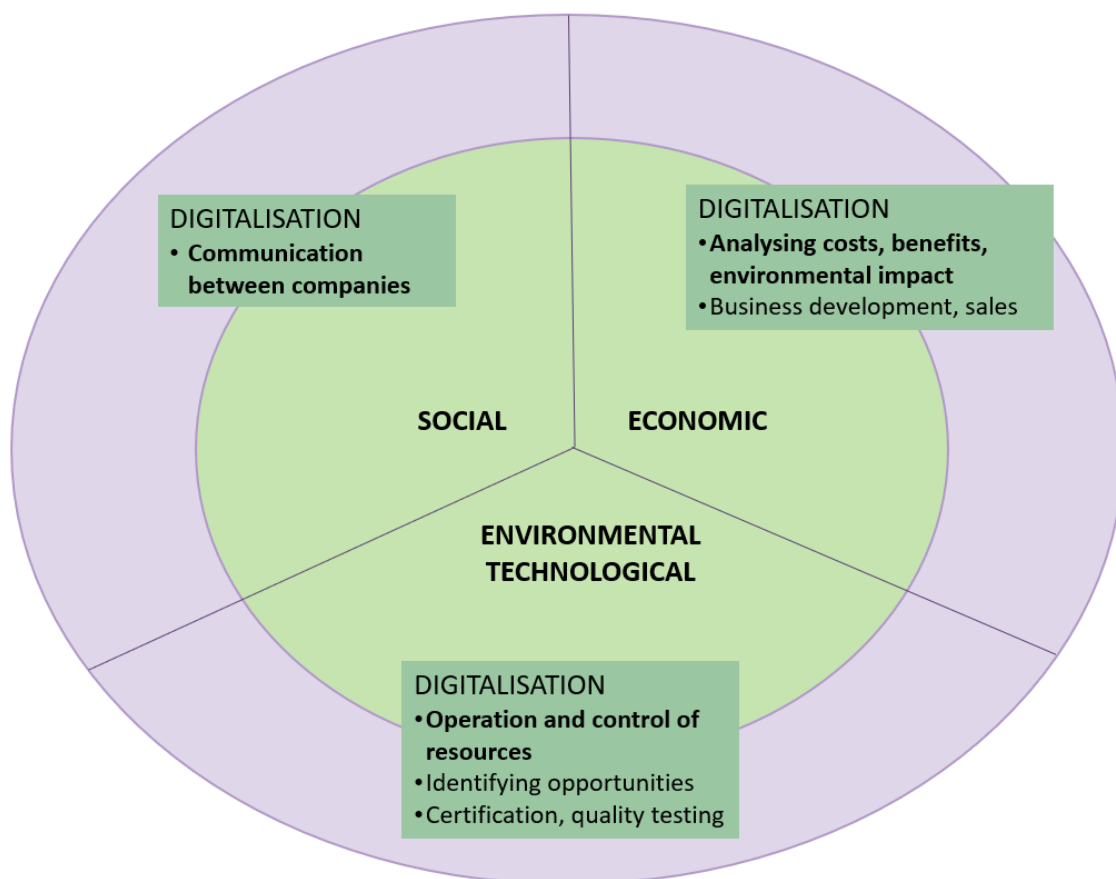 DIGITALISATION
• Communication
between companies
DIGITALISATION
•Analysing costs, benefits,
environmental impact
•Business development, sales
SOCIAL
ECONOMIC
ENVIRONMENTAL
TECHNOLOGICAL
DIGITALISATION
•Operation and control of
resources
•Identifying opportunities
•Certification, quality testing